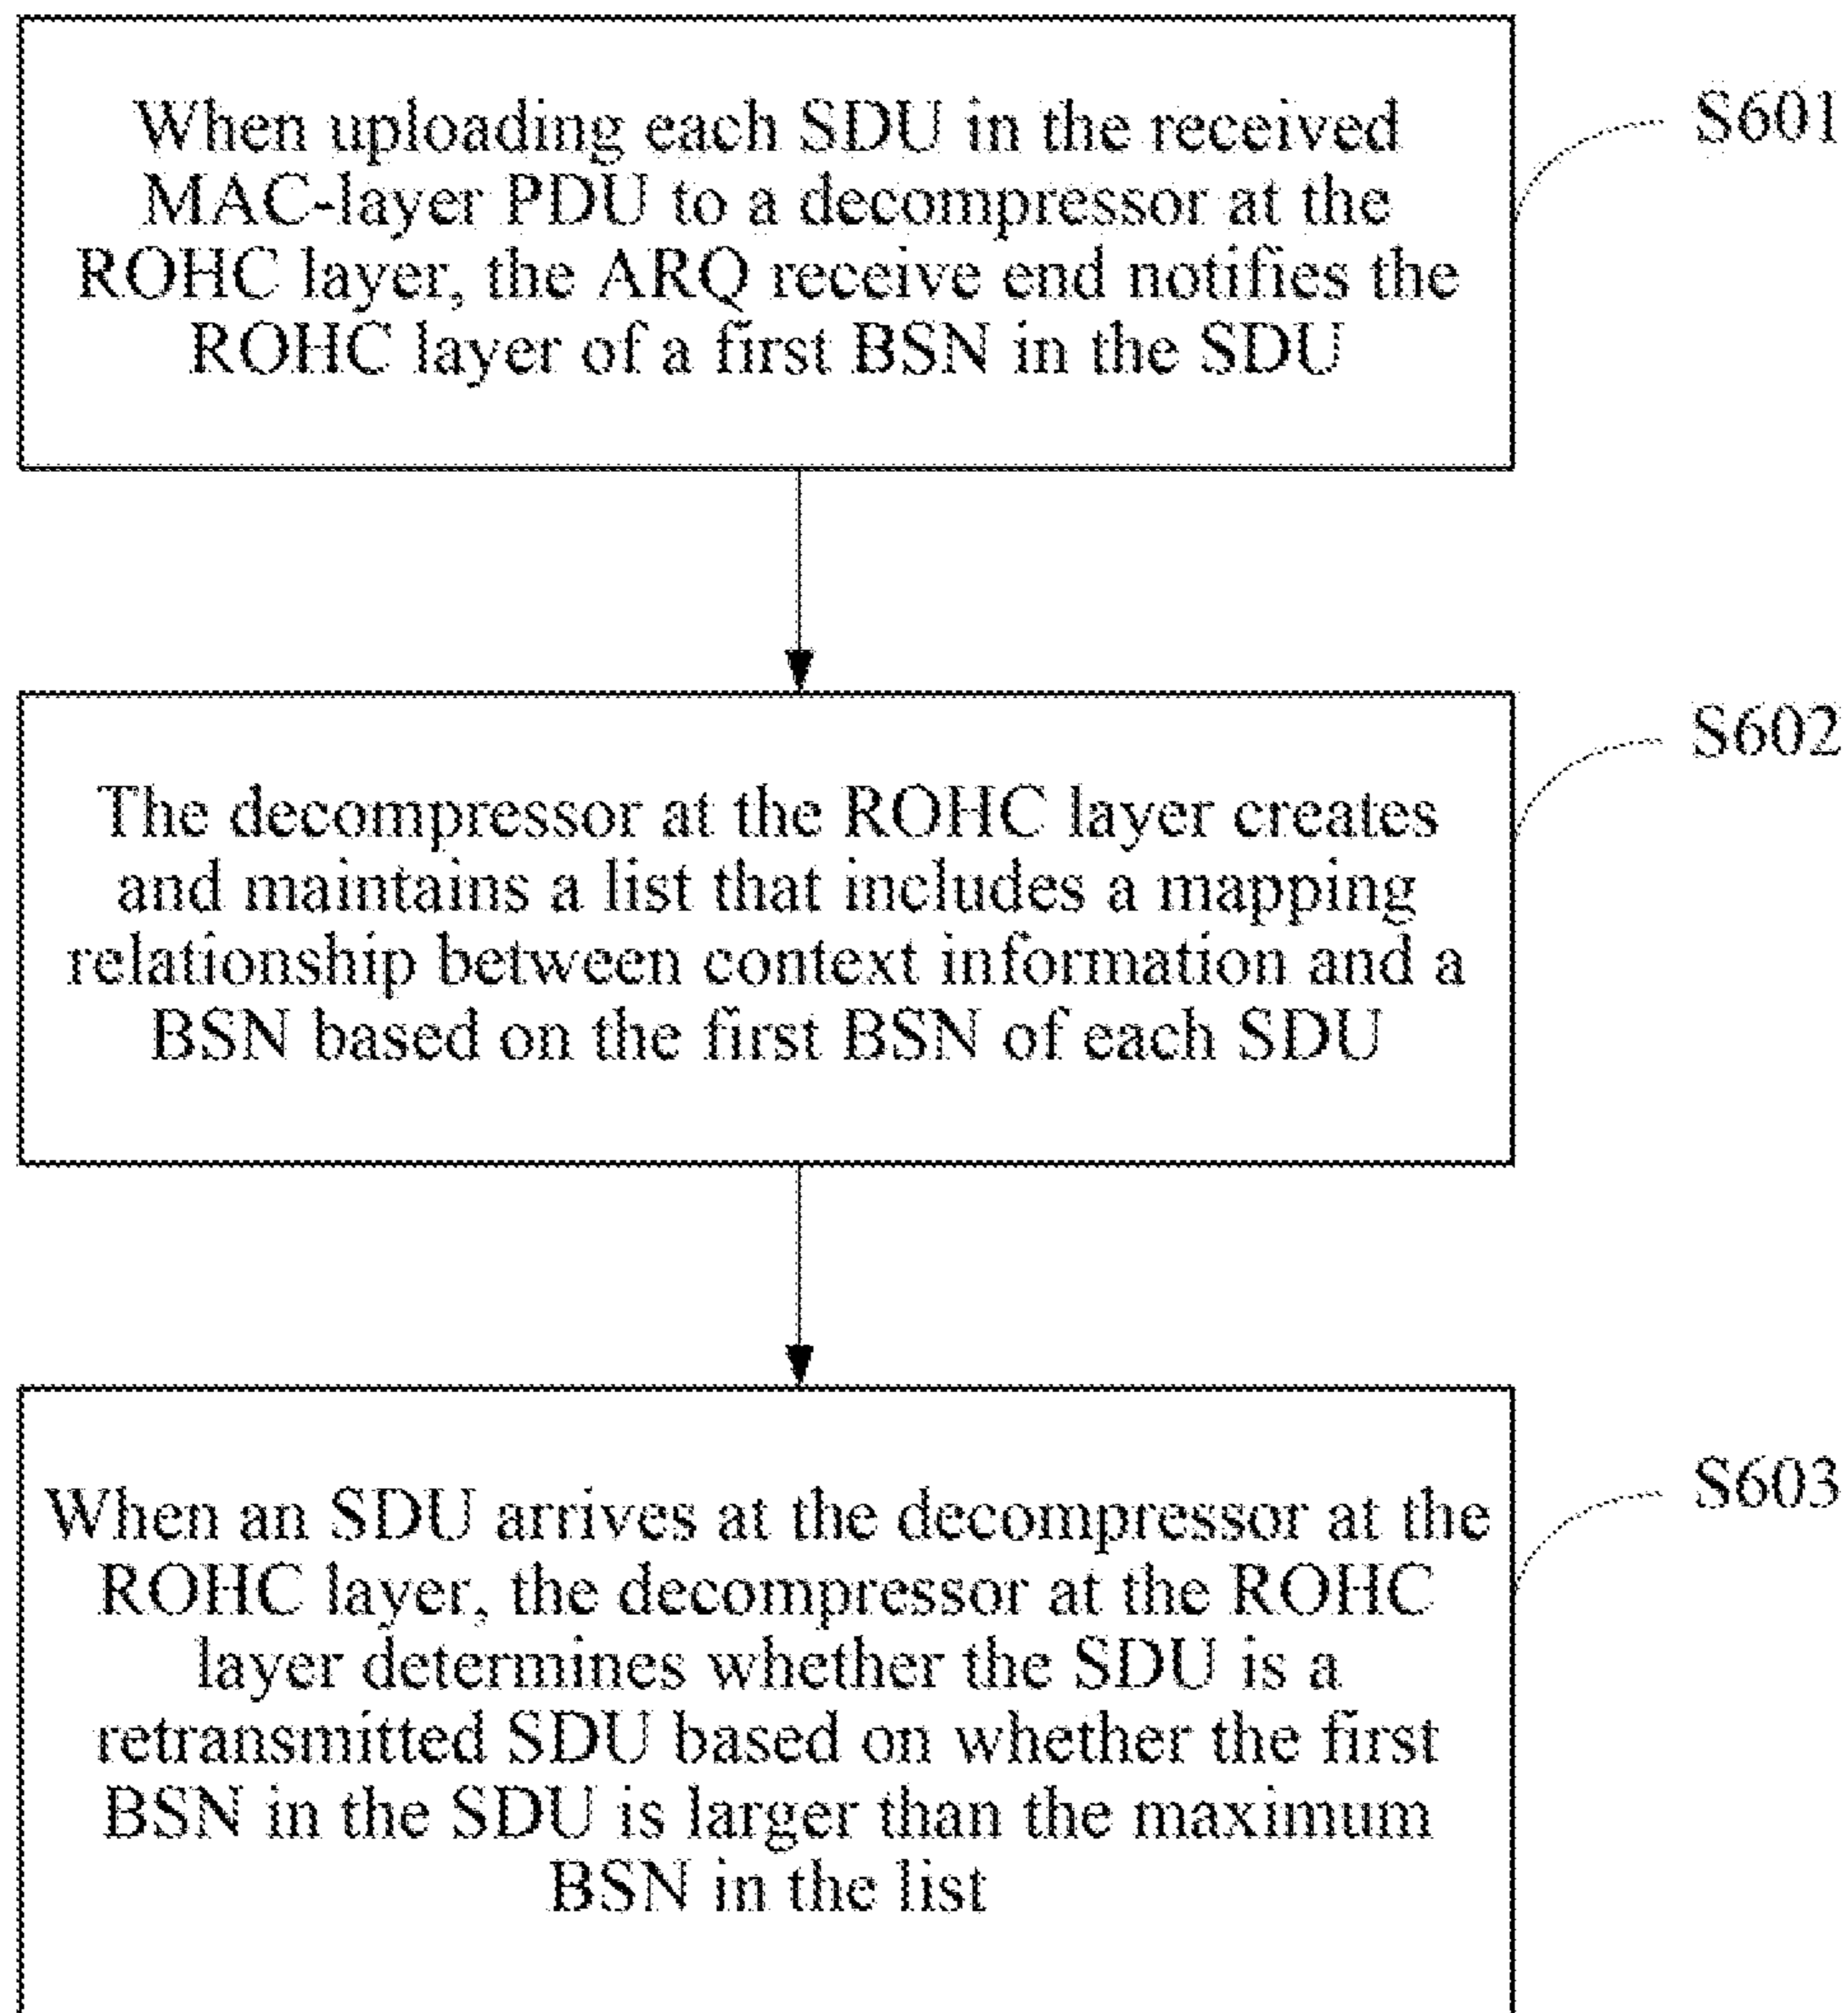 When uploading each SDU in the received
MAC-layer PDU to a decompressor at the
ROHC layer, the ARQ receive end notifies the
ROHC layer of a first BSN in the SDU
S601
The decompressor at the ROHC layer creates
and maintains a list that includes a mapping
relationship between context information and a
BSN based on the first BSN of each SDU
S602
When an SDU arrives at the decompressor at the
ROHC layer, the decompressor at the ROHC
layer determines whether the SDU is a
retransmitted SDU based on whether the first
BSN in the SDU is larger than the maximum
BSN in the list
S603